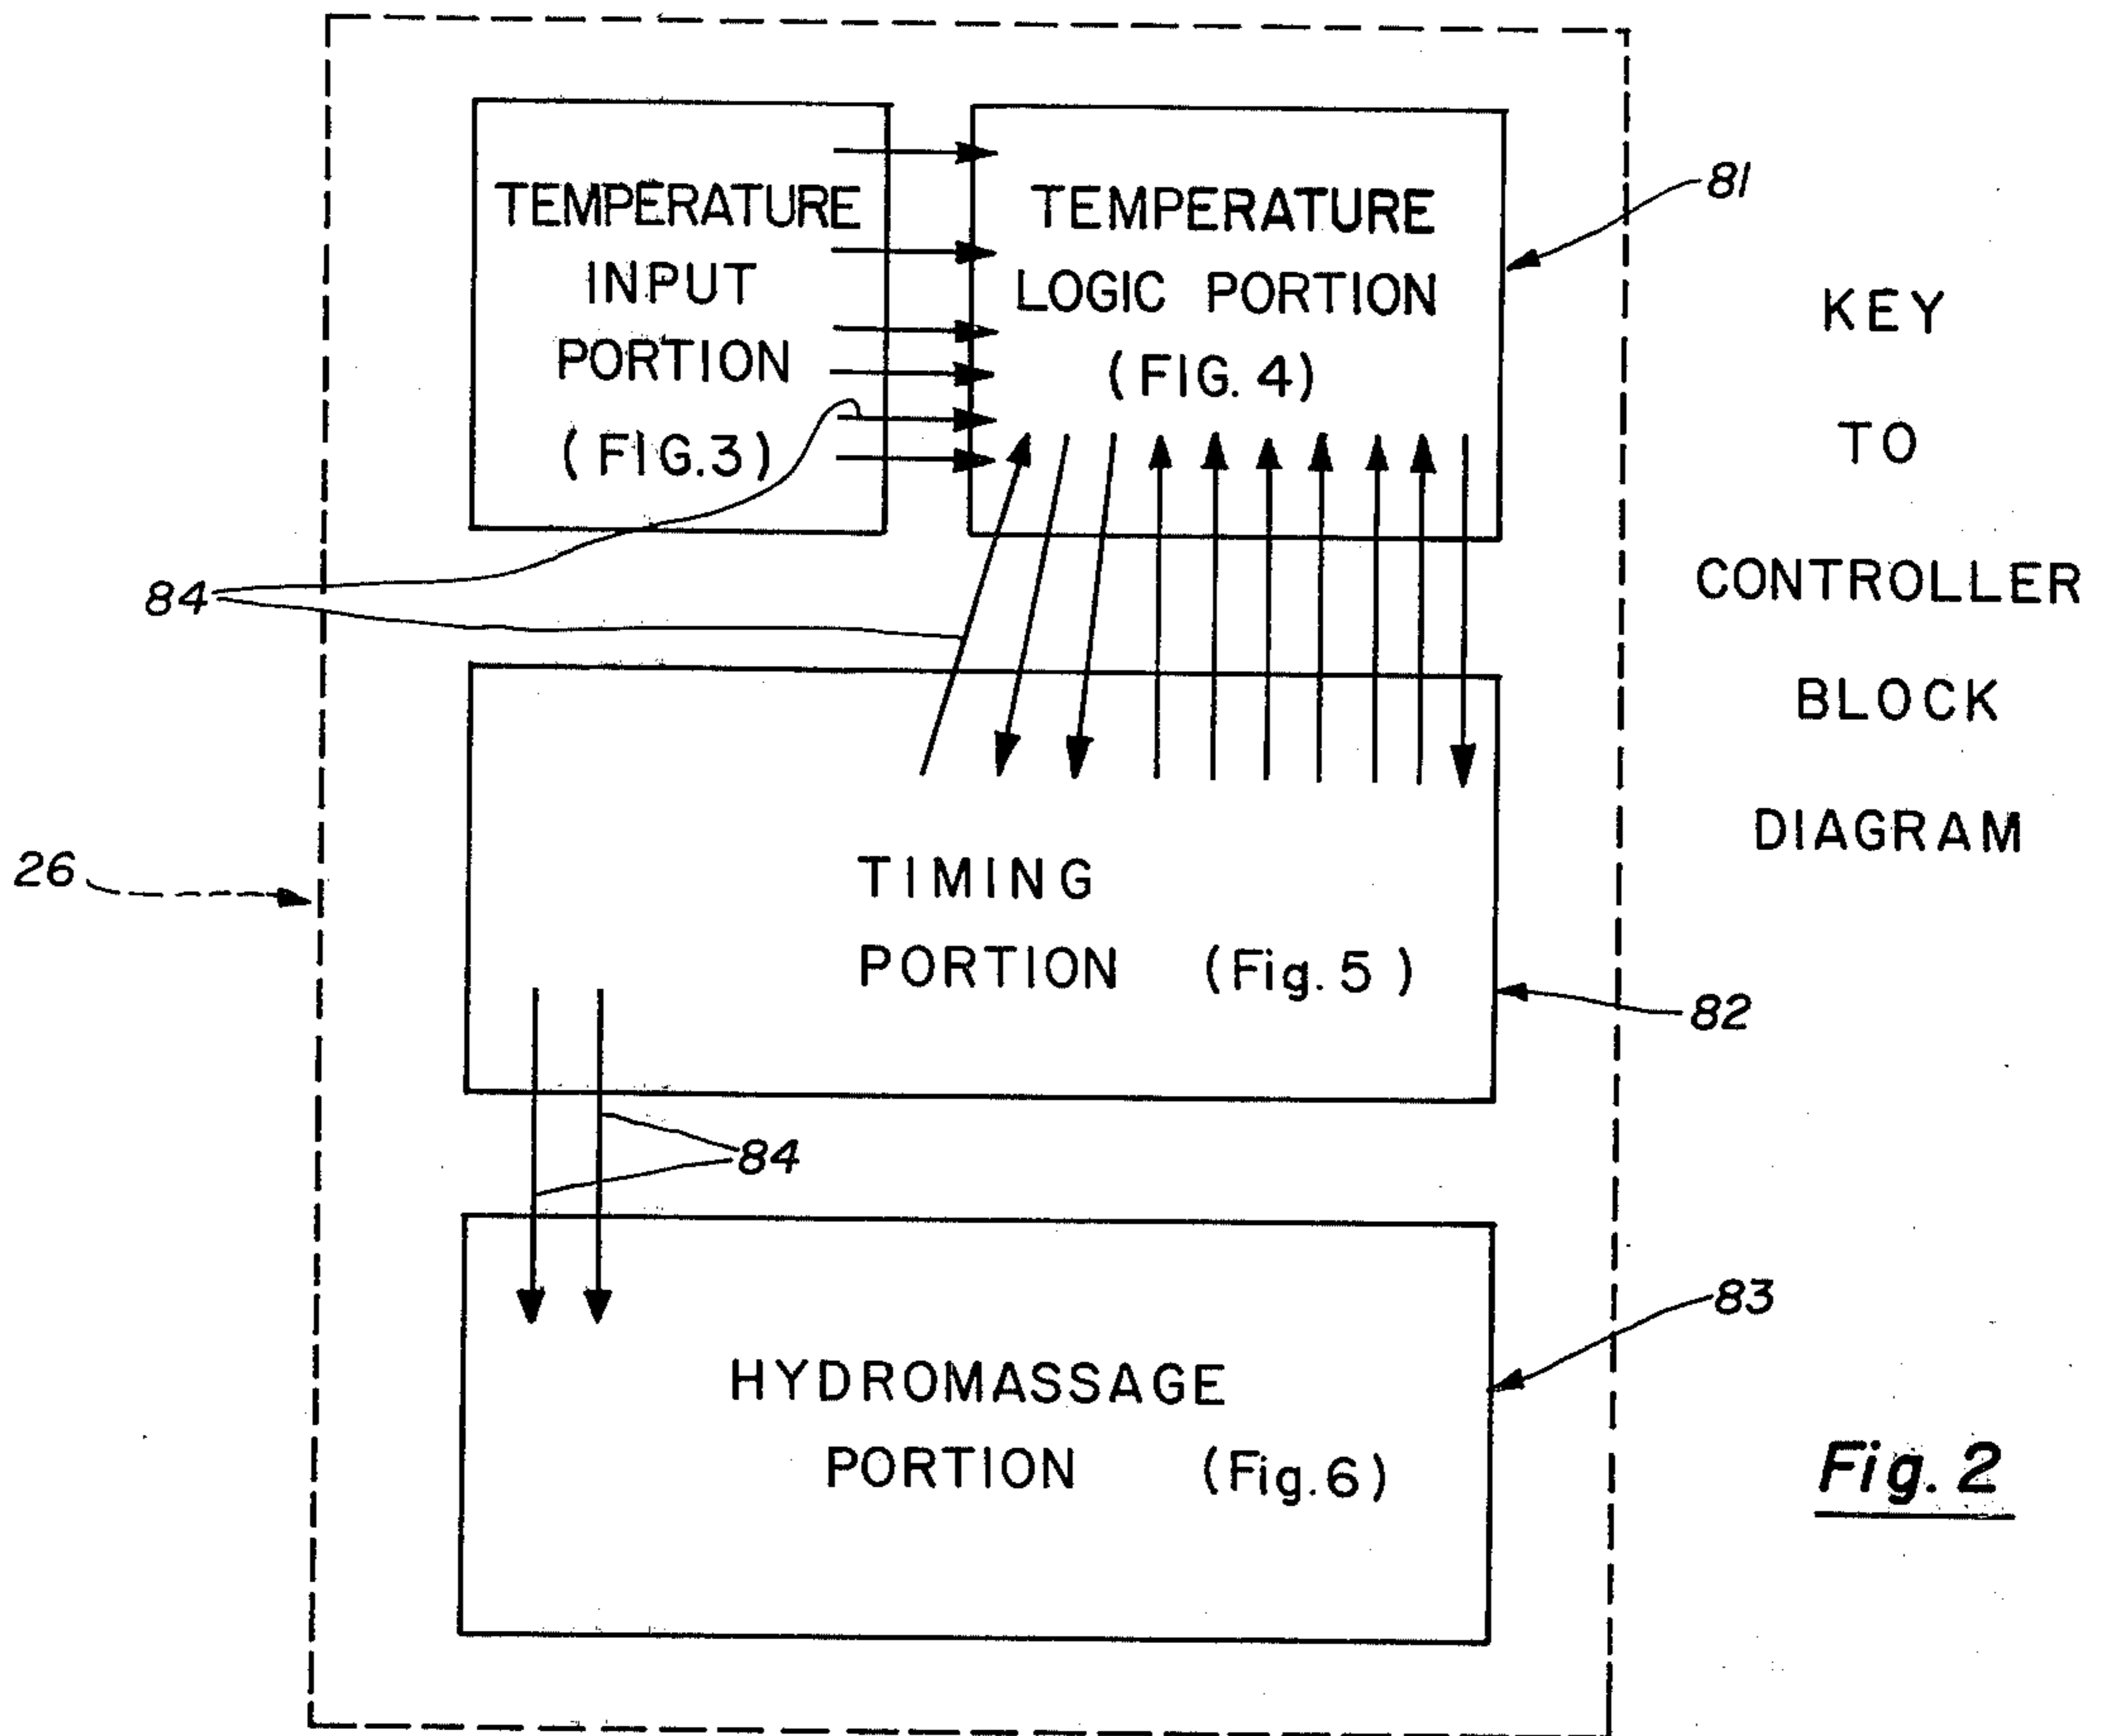 TEMPERATURE
INPUT
PORTION
(FIG.3)
TEMPERATURE
LOGIC PORTION
(FIG.4)
81
84
TIMING
PORTION (Fig.5)
26
82
84
HYDROMASSAGE
PORTION (Fig.6)
83
KEY
TO
CONTROLLER
BLOCK
DIAGRAM
Fig.2